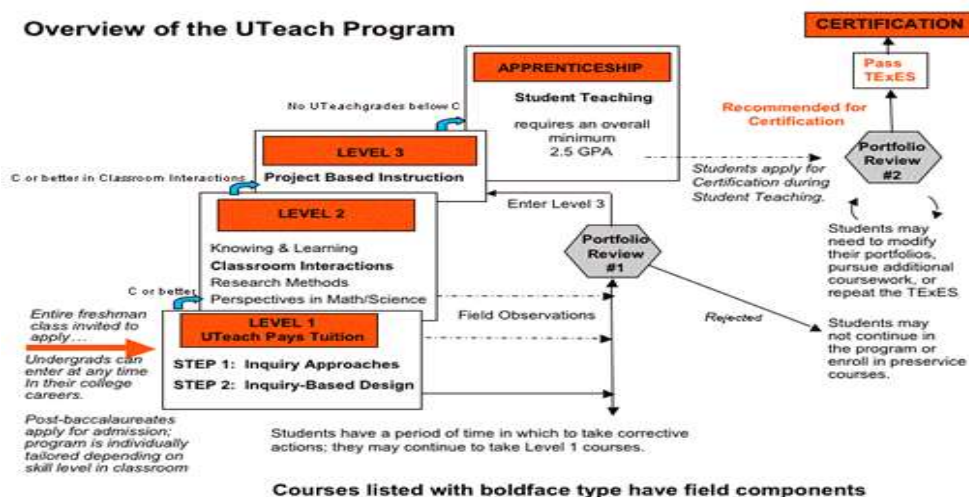 Overview of the UTeach Program
CERTIFICATION
Pass
TExES
Recommended for
Certification
Portfolio
Review
#2
Students may
need to modify
their portfolios,
pursue additional
coursework, or
repeat the TExES
APPRENTICESHIP
Student Teaching
requires an overall
minimum
2.5 GPA
Students apply for
Certification during
Student Teaching.
No UTeachgrades below C
LEVEL 3
Project Based Instruction
C or better in Classroom Interactions
Enter Level 3
LEVEL 2
Knowing & Learning
Classroom Interactions
Research Methods
Perspectives in Math/Science
Portfolio
Review
#1
C or better
Field Observations
Rejected
Students may
not continue in
the program or
enroll in preservice
courses.
LEVEL 1
UTeach Pays Tuition
STEP 1: Inquiry Approaches
STEP 2: Inquiry-Based Design
Entire freshman
class invited to
apply…
Undergrads can
enter at any time
In their college
careers.
Post-baccalaureates
apply for admission;
program is individually
tailored depending on
skill level in classroom
Students have a period of time in which to take corrective
actions; they may continue to take Level 1 courses.
Courses listed with boldface type have field components